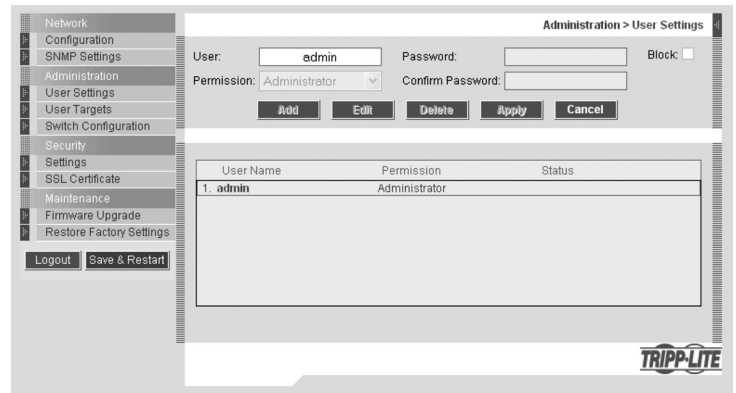 Network
Configuration
SNMP Settings
Administration
User Settings
User Targets
Switch Configuration
Security
Settings
SSL Certificate
Maintenance
Firmware Upgrade
Restore Factory Settings
Logout Save & Restart
Administration > User Settings
User: admin Password: Block:
Permission: Administrator Confirm Password:
Add Edit Delete Apply Cancel
User Name Permission Status
1. admin Administrator
TRIPP·LITE